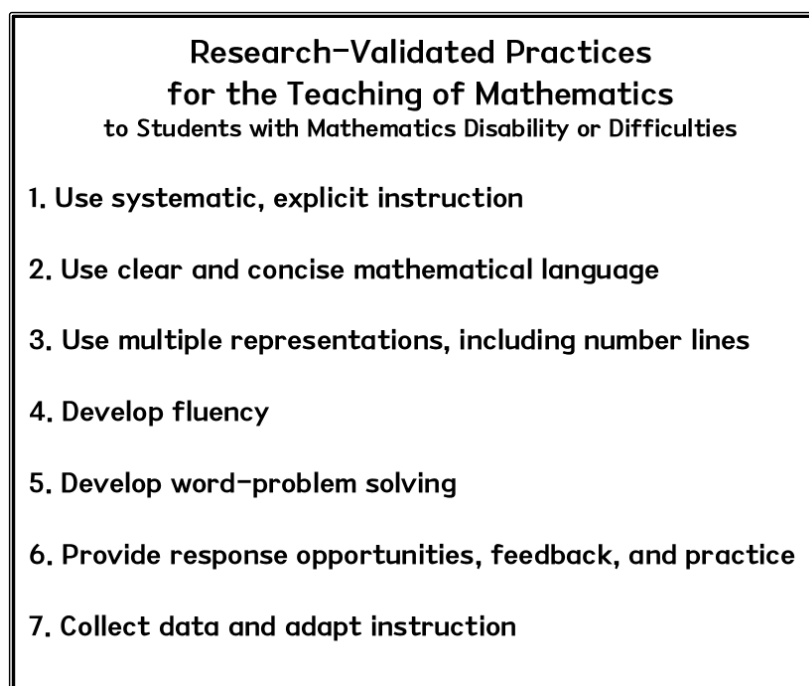 Research-Validated Practices
for the Teaching of Mathematics
to Students with Mathematics Disability or Difficulties
1. Use systematic, explicit instruction
2. Use clear and concise mathematical language
3. Use multiple representations, including number lines
4. Develop fluency
5. Develop word-problem solving
6. Provide response opportunities, feedback, and practice
7. Collect data and adapt instruction